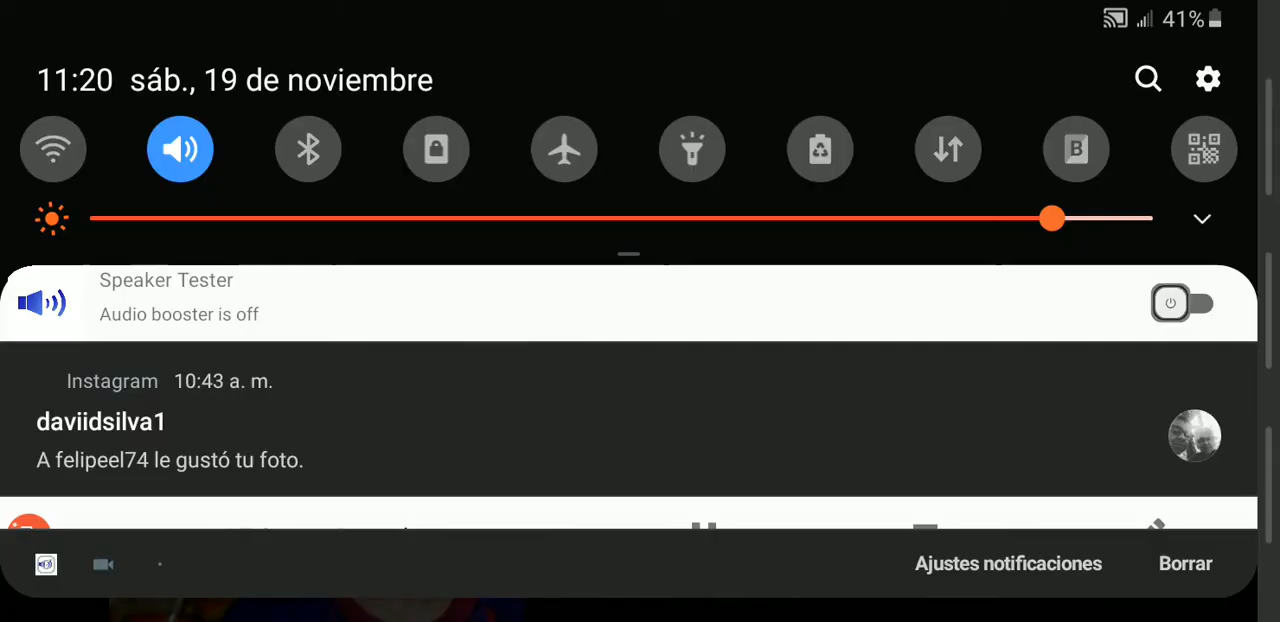 41%
11:20 sáb., 19 de noviembre
B
Speaker Tester
Audio booster is off
Instagram 10:43 a. m.
daviidsilva1
A felipeel74 le gustó tu foto.
Ajustes notificaciones Borrar